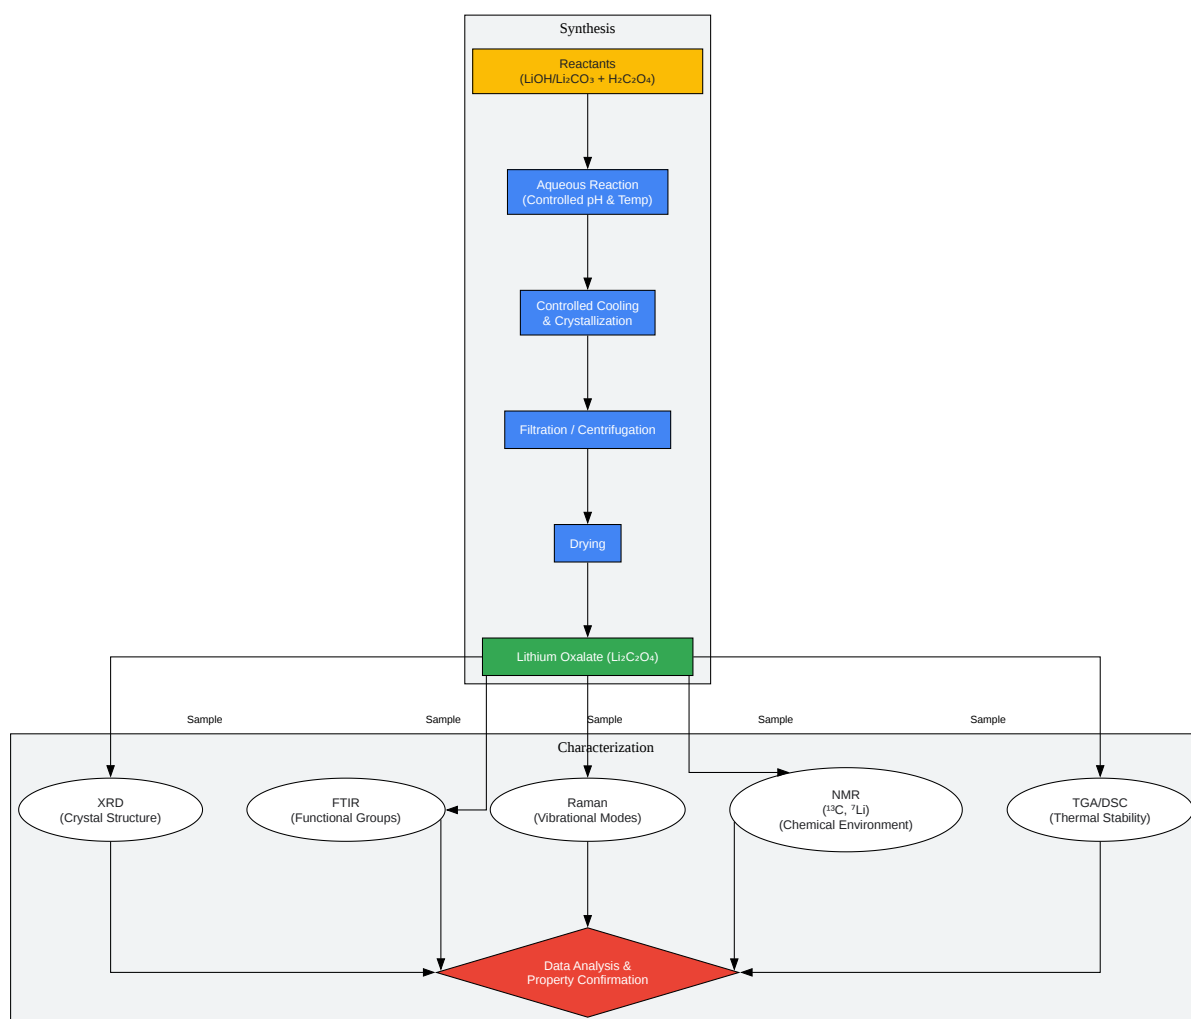 Synthesis
Reactants
(LiOH/Li₂CO₃ + H₂C₂O₄)
Aqueous Reaction
(Controlled pH & Temp)
Controlled Cooling
& Crystallization
Filtration / Centrifugation
Drying
Lithium Oxalate (Li₂C₂O₄)
Sample
Sample
Sample
Sample
Sample
Characterization
XRD
(Crystal Structure)
FTIR
(Functional Groups)
Raman
(Vibrational Modes)
NMR
(¹³C, ⁷Li)
(Chemical Environment)
TGA/DSC
(Thermal Stability)
Data Analysis &
Property Confirmation